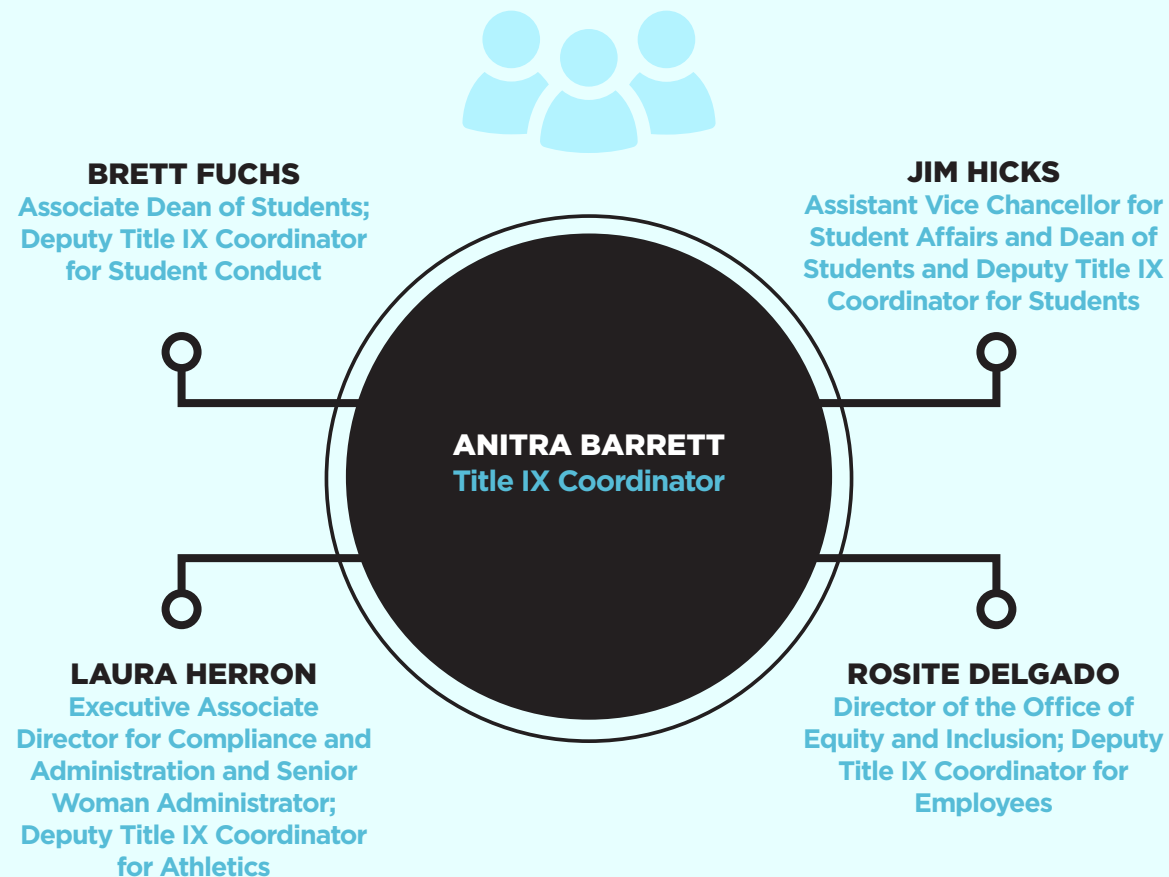 BRETT FUCHS
Associate Dean of Students;
Deputy Title IX Coordinator
for Student Conduct
JIM HICKS
Assistant Vice Chancellor for
Student Affairs and Dean of
Students and Deputy Title IX
Coordinator for Students
ANITRA BARRETT
Title IX Coordinator
LAURA HERRON
Executive Associate
Director for Compliance and
Administration and Senior
Woman Administrator;
Deputy Title IX Coordinator
for Athletics
ROSITE DELGADO
Director of the Office of
Equity and Inclusion; Deputy
Title IX Coordinator for
Employees